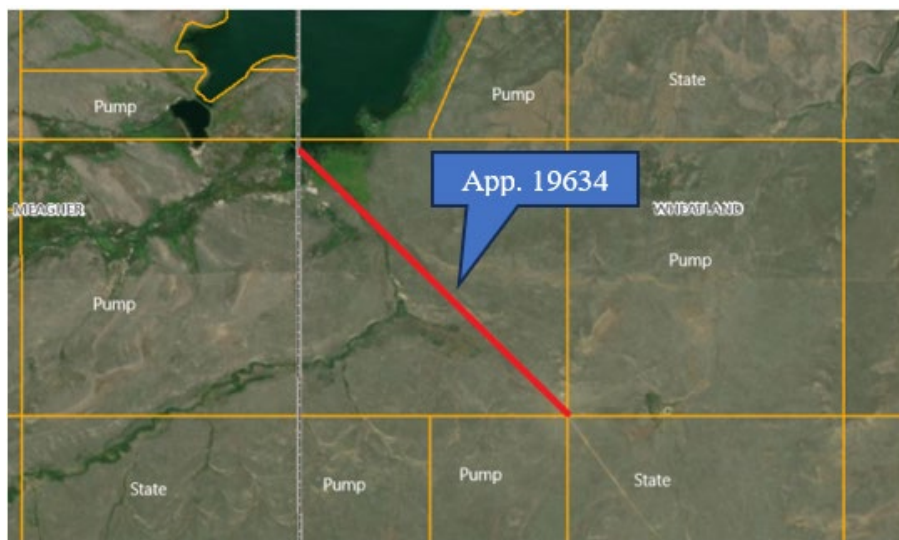 Pump
Pump
State
App. 19634
MEAGHER
WHEATLAND
Pump
Pump
State
Pump
Pump
State